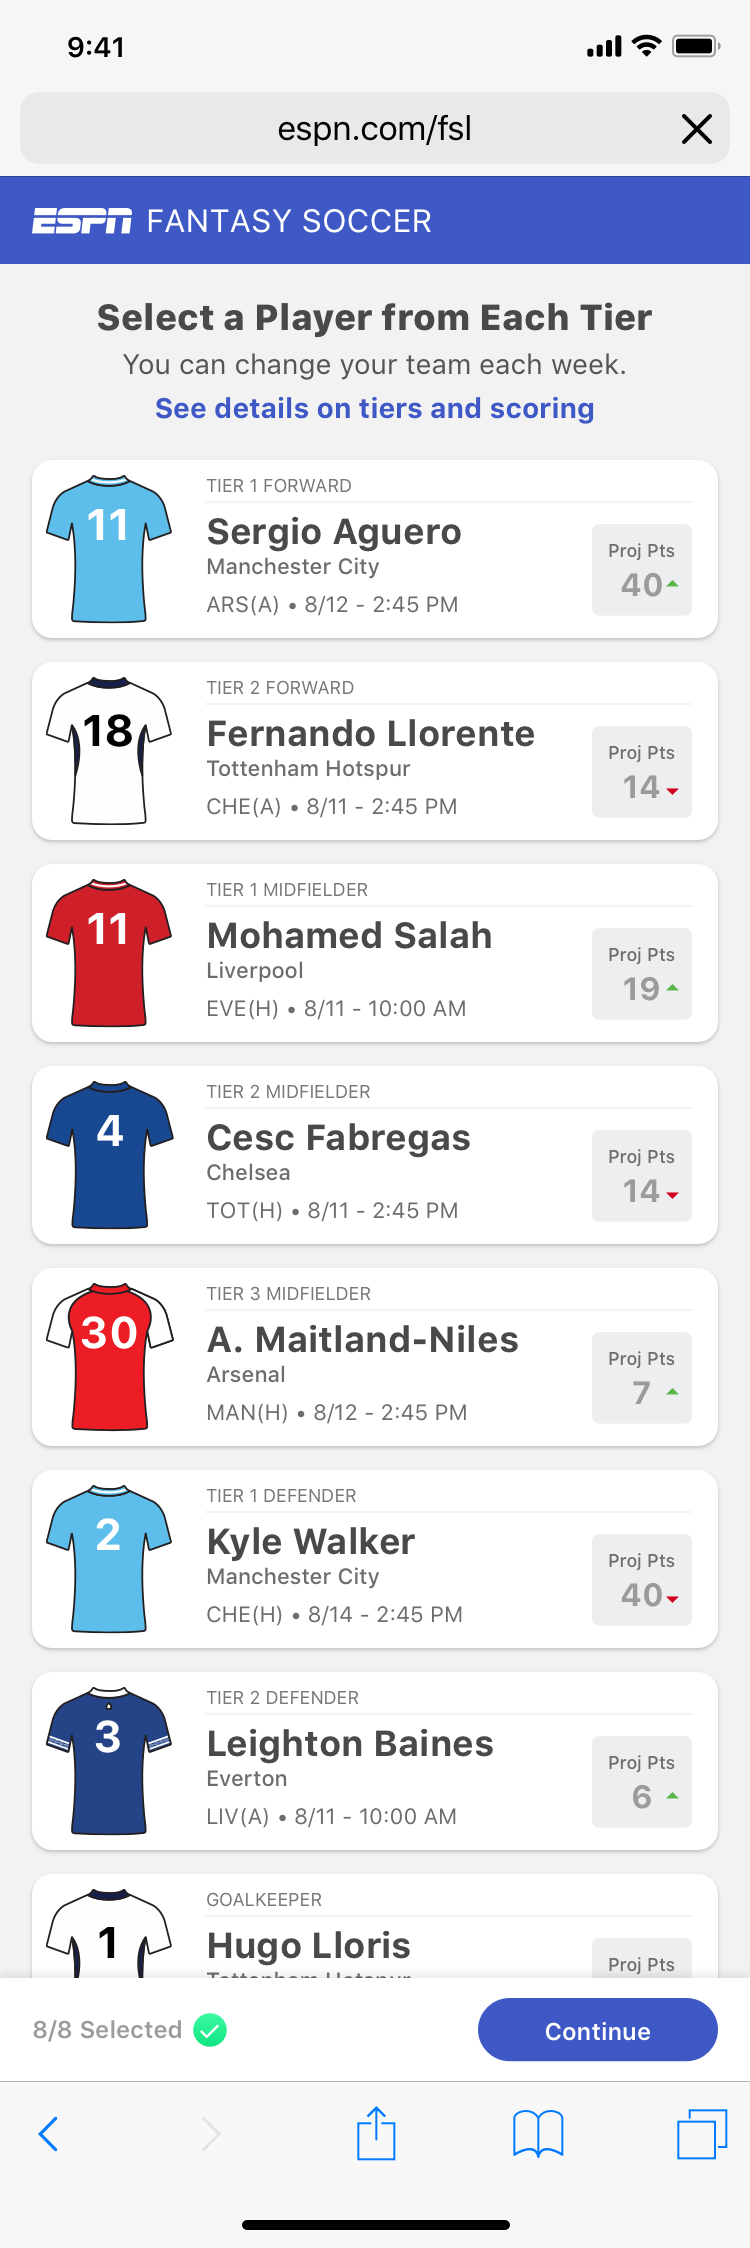 9:41
espn.com/fsl
ESPN FANTASY SOCCER
Select a Player from Each Tier
You can change your team each week.
See details on tiers and scoring
11
TIER 1 FORWARD
Sergio Aguero
Manchester City
ARS(A) • 8/12 - 2:45 PM
Proj Pts
40
18
TIER 2 FORWARD
Fernando Llorente
Tottenham Hotspur
CHE(A) • 8/11 - 2:45 PM
Proj Pts
14
11
TIER 1 MIDFIELDER
Mohamed Salah
Liverpool
EVE(H) • 8/11 - 10:00 AM
Proj Pts
19
4
TIER 2 MIDFIELDER
Cesc Fabregas
Chelsea
TOT(H) • 8/11 - 2:45 PM
Proj Pts
14
30
TIER 3 MIDFIELDER
A. Maitland-Niles
Arsenal
MAN(H) • 8/12 - 2:45 PM
Proj Pts
7
2
TIER 1 DEFENDER
Kyle Walker
Manchester City
CHE(H) • 8/14 - 2:45 PM
Proj Pts
40
3
TIER 2 DEFENDER
Leighton Baines
Everton
LIV(A) • 8/11 - 10:00 AM
Proj Pts
6
1
GOALKEEPER
Hugo Lloris
Tottenham Hotspur
Proj Pts
8/8 Selected
Continue